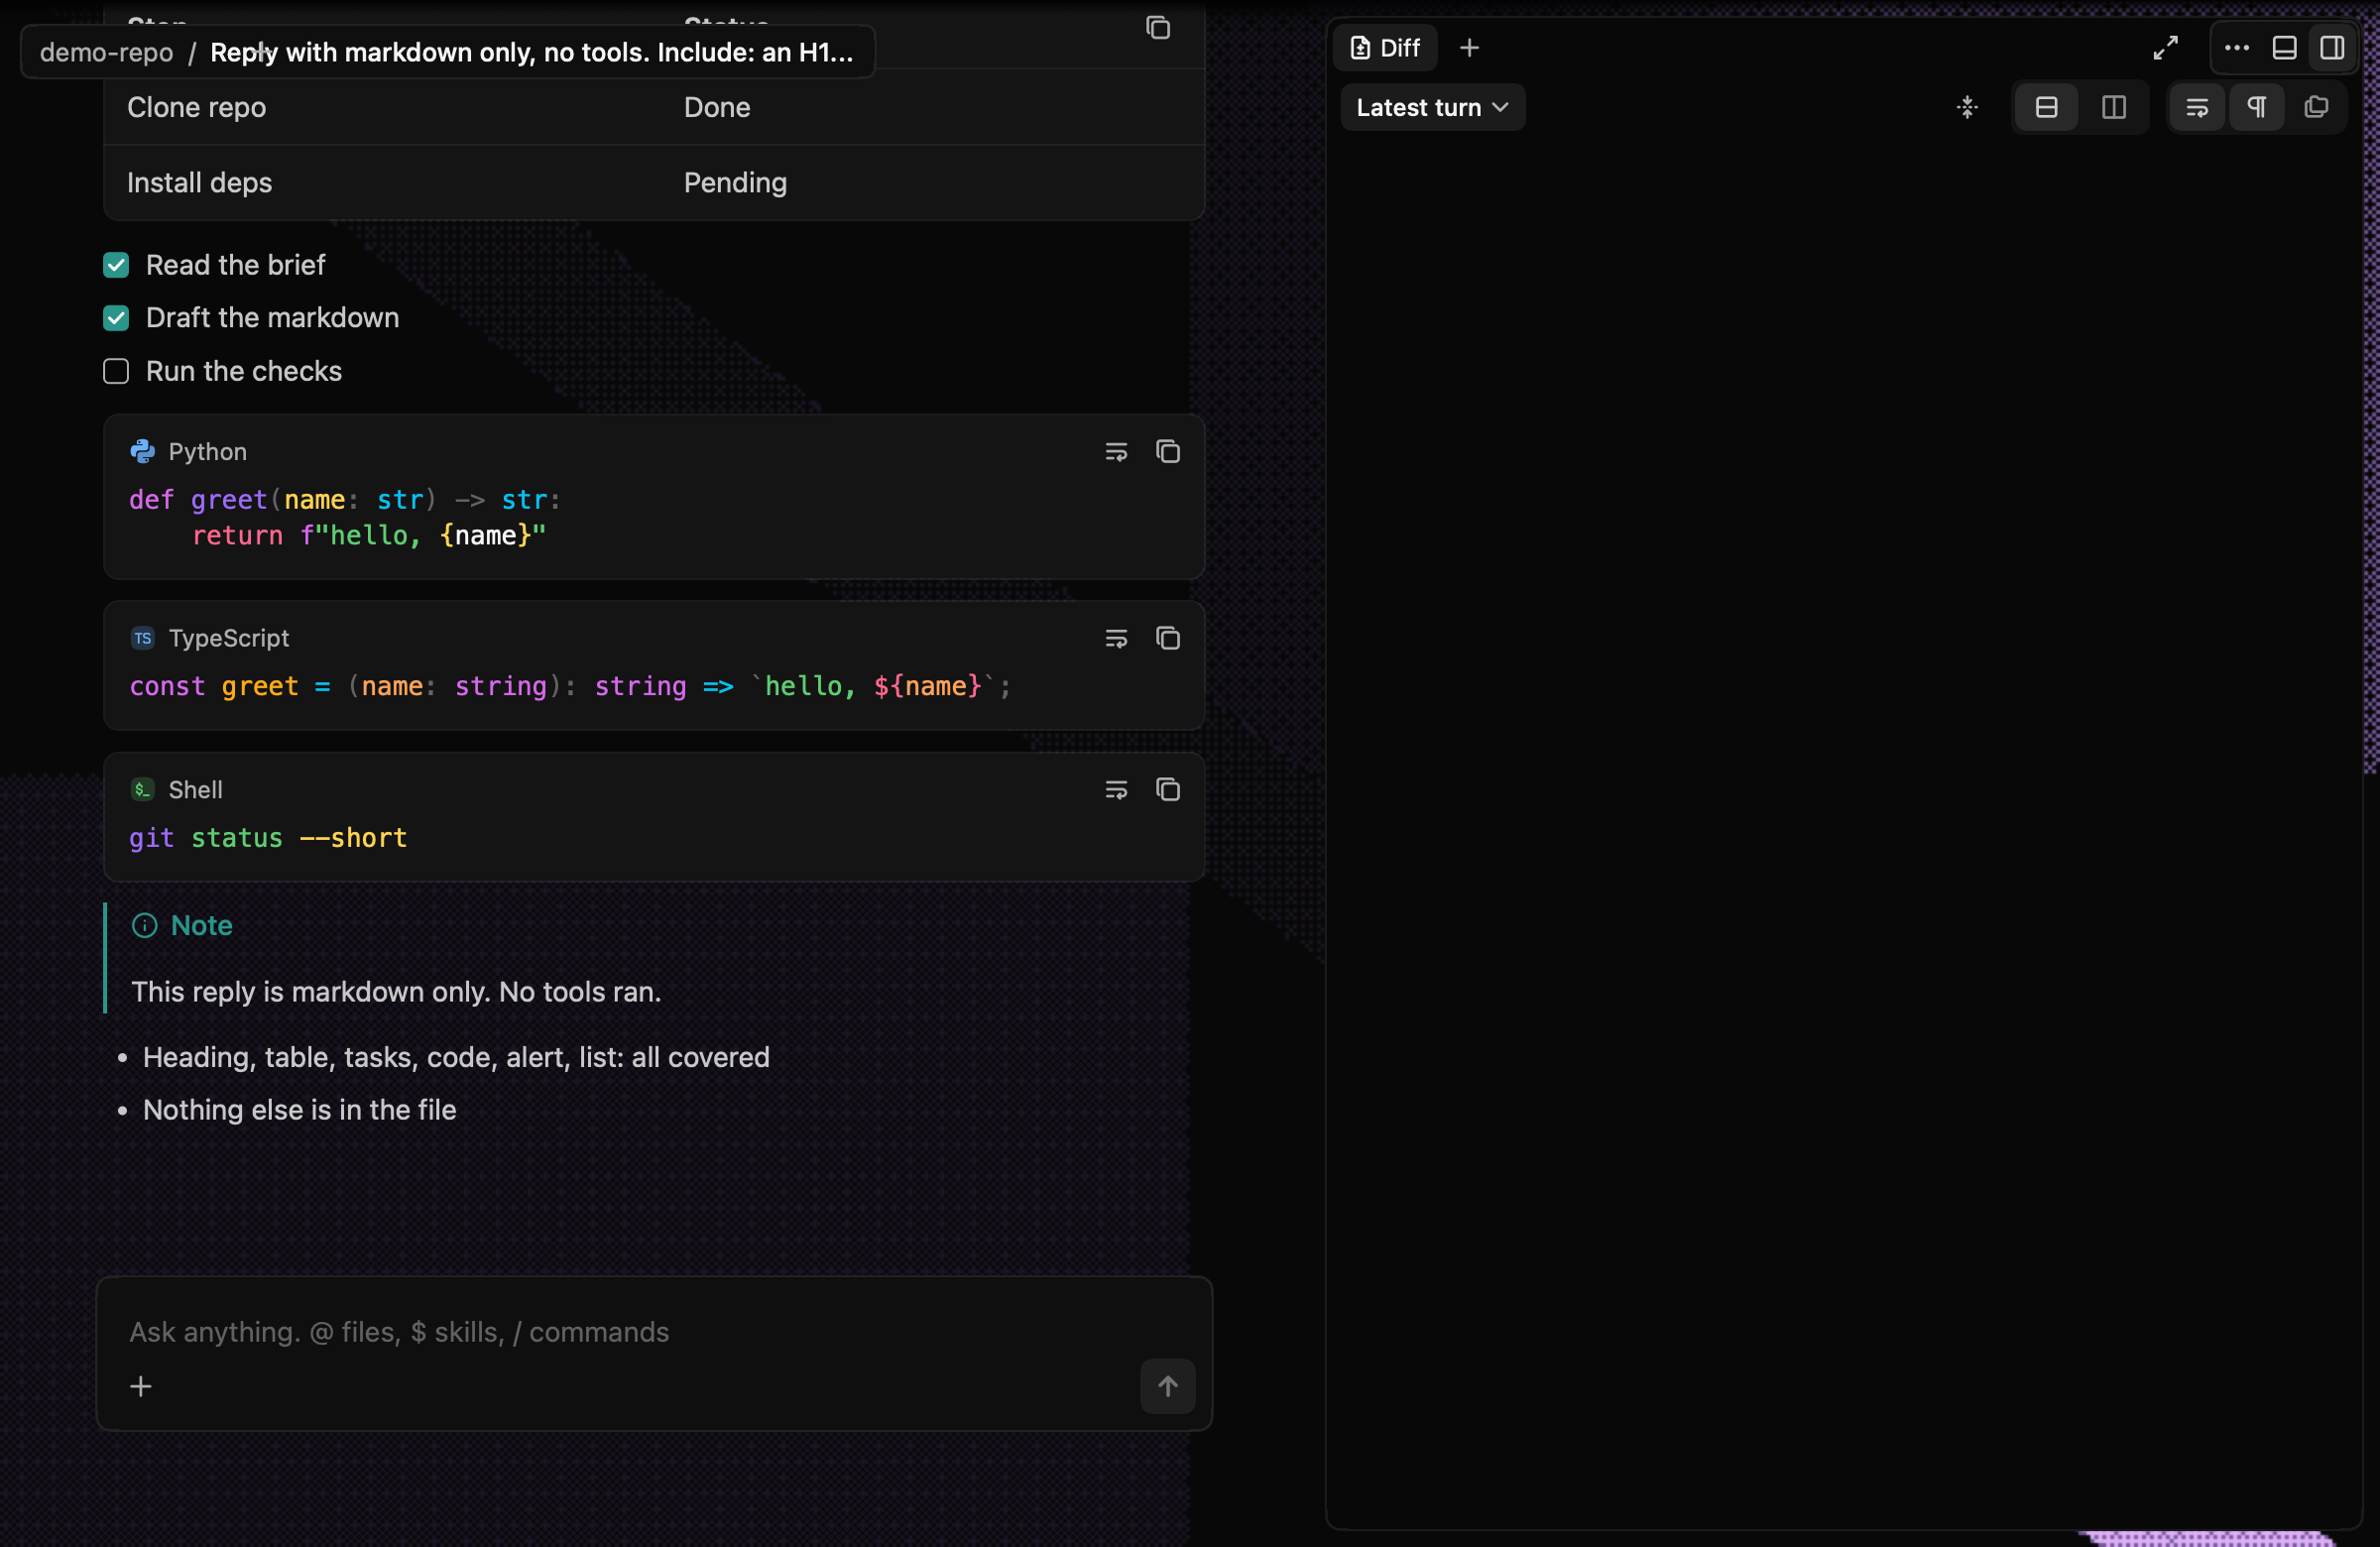 Step Status
demo-repo / Reply with markdown only, no tools. Include: an H1...
Clone repo Done
Install deps Pending
Read the brief
Draft the markdown
Run the checks
Python
def greet(name: str) -> str:
    return f"hello, {name}"
TypeScript
const greet = (name: string): string => `hello, ${name}`;
$_ Shell
git status --short
Note
This reply is markdown only. No tools ran.
• Heading, table, tasks, code, alert, list: all covered
• Nothing else is in the file
Ask anything. @ files, $ skills, / commands
Diff
Latest turn